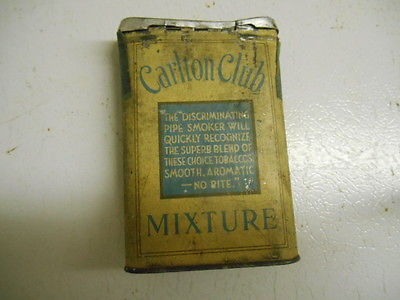 Carlton Club
"THE "DISCRIMINATING
PIPE SMOKER WILL
QUICKLY RECOGNIZE
THE SUPERB BLEND OF
THESE CHOICE TOBACCOS
SMOOTH, AROMATIC
—NO BITE."
MIXTURE